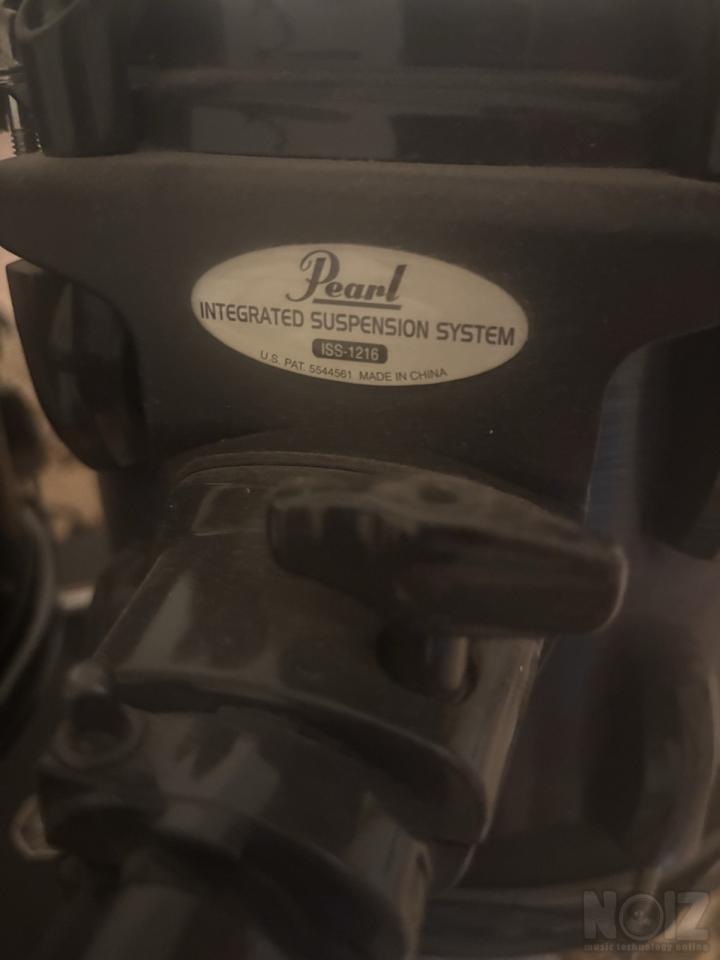 Pearl
INTEGRATED SUSPENSION SYSTEM
ISS-1216
U.S. PAT. 5544561 MADE IN CHINA
NOIZ
music technology online